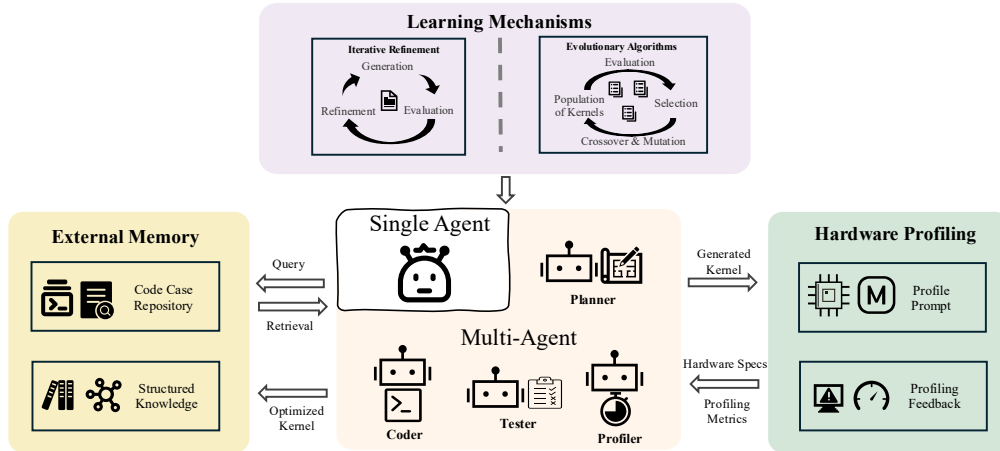 Learning Mechanisms
Iterative Refinement
Generation
Refinement
Evaluation
Evolutionary Algorithms
Evaluation
Population
of Kernels
Selection
Crossover & Mutation
External Memory
Code Case
Repository
Structured
Knowledge
Query
Retrieval
Optimized
Kernel
Single Agent
Planner
Multi-Agent
Coder
Tester
Profiler
Generated
Kernel
Hardware Specs
Profiling
Metrics
Hardware Profiling
M
Profile
Prompt
Profiling
Feedback